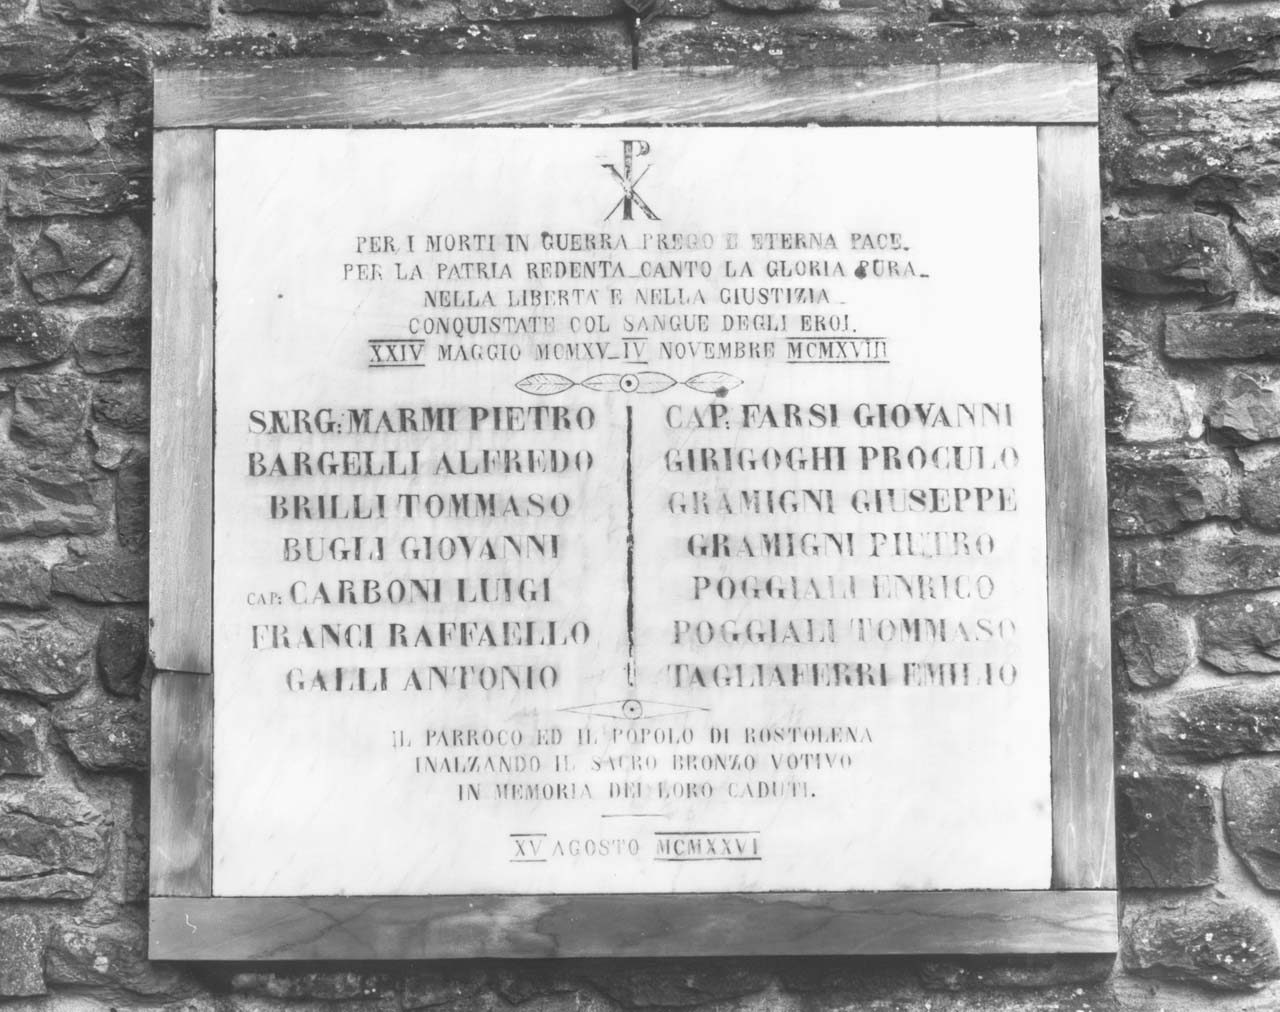 PER I MORTI IN GUERRA PREGO E ETERNA PACE.
PER LA PATRIA REDENTA CANTO LA GLORIA PURA
NELLA LIBERTA' E NELLA GIUSTIZIA
CONQUISTATE COL SANGUE DEGLI EROI.
XXIV MAGGIO MCMXV IV NOVEMBRE MCMXVIII
SERG: MARMI PIETRO
BARGELLI ALFREDO
BRILLI TOMMASO
BUGLI GIOVANNI
CAP: CARBONI LUIGI
FRANCI RAFFAELLO
GALLI ANTONIO
CAP: FARSI GIOVANNI
GIRIGOGHI PROCULO
GRAMIGNI GIUSEPPE
GRAMIGNI PIETRO
POGGIALI ENRICO
POGGIALI TOMMASO
TAGLIAFERRI EMILIO
IL PARROCO ED IL POPOLO DI ROSTOLENA
INALZANDO IL SACRO BRONZO VOTIVO
IN MEMORIA DEI LORO CADUTI.
XV AGOSTO MCMXXVI